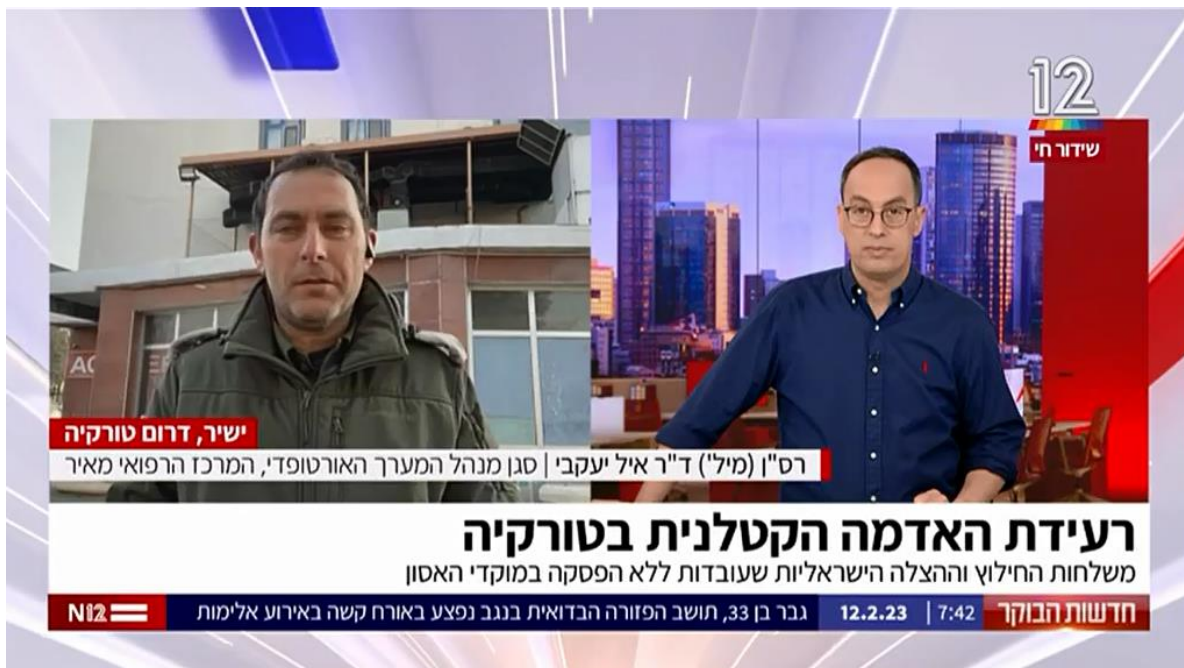 12
שידור חי
AC
ישיר, דרום טורקיה
רס"ן (מיל') ד"ר איל יעקבי | סגן מנהל המערך האורטופדי, המרכז הרפואי מאיר
רעידת האדמה הקטלנית בטורקיה
משלחות החילוץ וההצלה הישראליות שעובדות ללא הפסקה במוקדי האסון
חדשות הבוקר 7:42 | 12.2.23 גבר בן 33, תושב הפזורה הבדואית בנגב נפצע באורח קשה באירוע אלימות N12